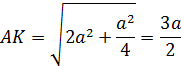 AK = √(2a² + a²/4) = 3a/2